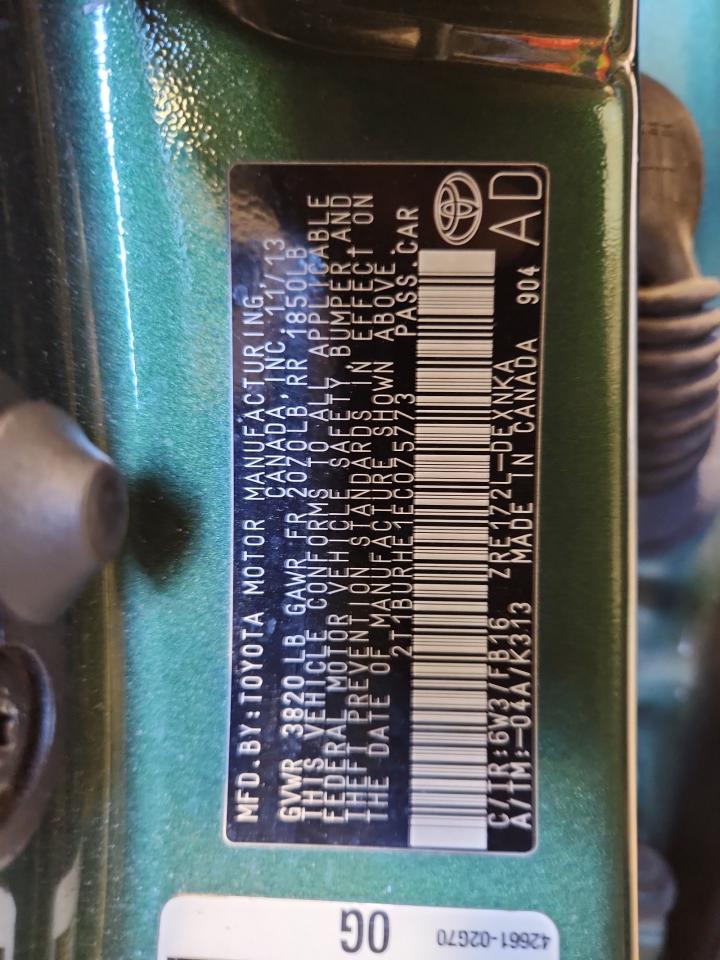 MFD.BY:TOYOTA MOTOR MANUFACTURING
CANADA,INC. 11/13
GVWR 3820 LB GAWR FR 2070LB,RR 1850LB
THIS VEHICLE CONFORMS TO ALL APPLICABLE
FEDERAL MOTOR VEHICLE SAFETY, BUMPER,AND
THEFT PREVENTION STANDARDS IN EFFECT ON
THE DATE OF MANUFACTURE SHOWN ABOVE
2T1BURHE1EC075773 PASS.CAR
C/TR:6W3/FB16 ZRE172L-DEXNKA
A/TM:-04A/K313 MADE IN CANADA 904 AD
OG 42661-02G70